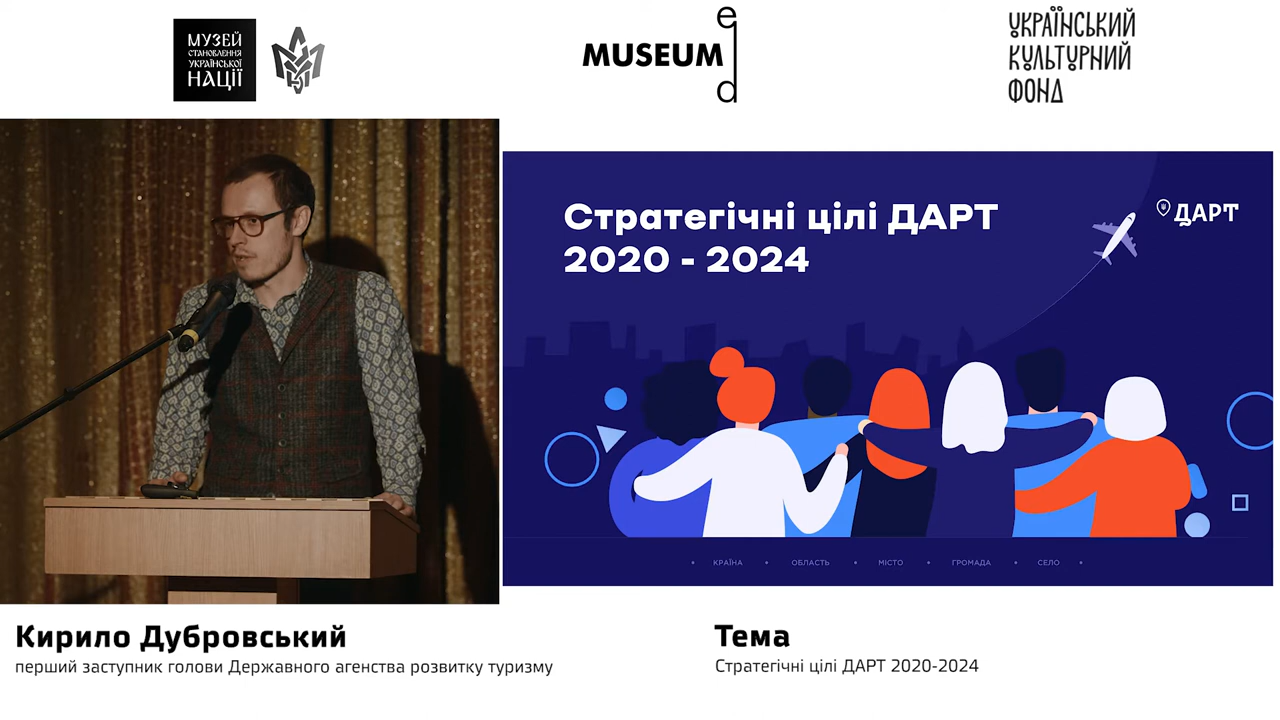 МУЗЕЙ
СТАНОВЛЕННЯ
УКРАЇНСЬКОЇ
НАЦІЇ
MUSEUM
ed
УКРАЇНСЬКИЙ
КУЛЬТУРНИЙ
ФОНД
Стратегічні цілі ДАРТ
2020 - 2024
ДАРТ
• КРАЇНА • ОБЛАСТЬ • МІСТО • ГРОМАДА • СЕЛО •
Кирило Дубровський
перший заступник голови Державного агенства розвитку туризму
Тема
Стратегічні цілі ДАРТ 2020-2024